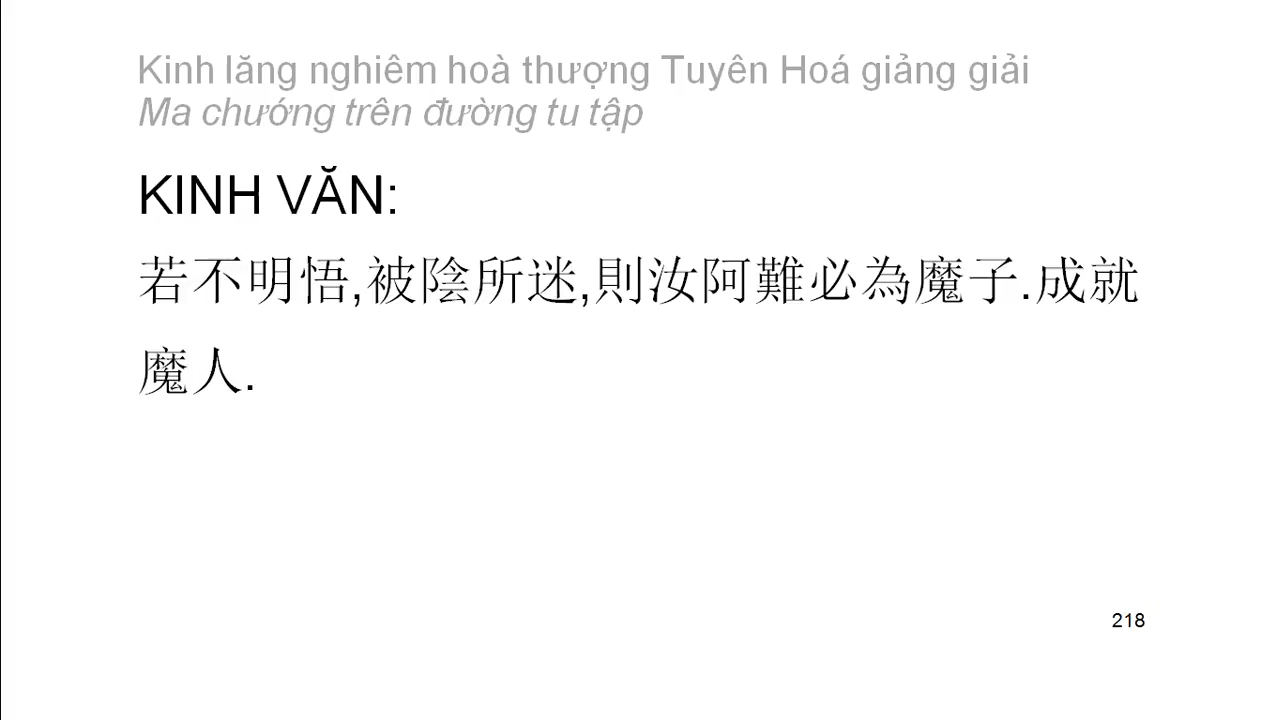 Kinh lăng nghiêm hoà thượng Tuyên Hoá giảng giải
Ma chướng trên đường tu tập
KINH VĂN:
若不明悟,被陰所迷,則汝阿難必為魔子.成就
魔人.
218